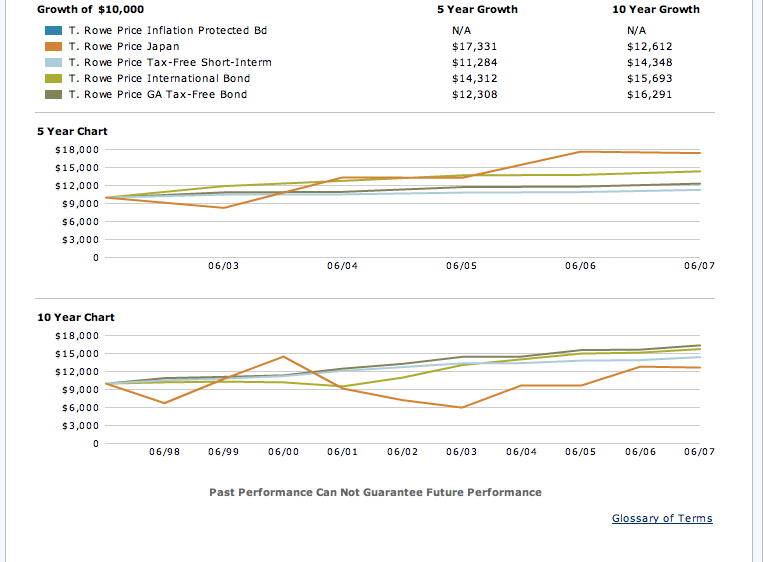 Growth of $10,000 5 Year Growth 10 Year Growth
T. Rowe Price Inflation Protected Bd N/A N/A
T. Rowe Price Japan $17,331 $12,612
T. Rowe Price Tax-Free Short-Interm $11,284 $14,348
T. Rowe Price International Bond $14,312 $15,693
T. Rowe Price GA Tax-Free Bond $12,308 $16,291
5 Year Chart
$18,000
$15,000
$12,000
$9,000
$6,000
$3,000
0
06/03 06/04 06/05 06/06 06/07
10 Year Chart
$18,000
$15,000
$12,000
$9,000
$6,000
$3,000
0
06/98 06/99 06/00 06/01 06/02 06/03 06/04 06/05 06/06 06/07
Past Performance Can Not Guarantee Future Performance
Glossary of Terms